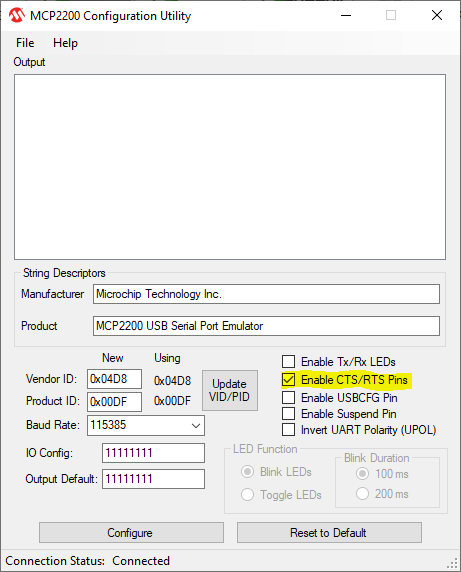 MCP2200 Configuration Utility
File Help
Output
String Descriptors
Manufacturer Microchip Technology Inc.
Product MCP2200 USB Serial Port Emulator
New Using
Vendor ID: 0x04D8 0x04D8
Product ID: 0x00DF 0x00DF
Update
VID/PID
Baud Rate: 115385
IO Config: 11111111
Output Default: 11111111
Enable Tx/Rx LEDs
Enable CTS/RTS Pins
Enable USBCFG Pin
Enable Suspend Pin
Invert UART Polarity (UPOL)
LED Function
Blink LEDs
Toggle LEDs
Blink Duration
100 ms
200 ms
Configure Reset to Default
Connection Status: Connected